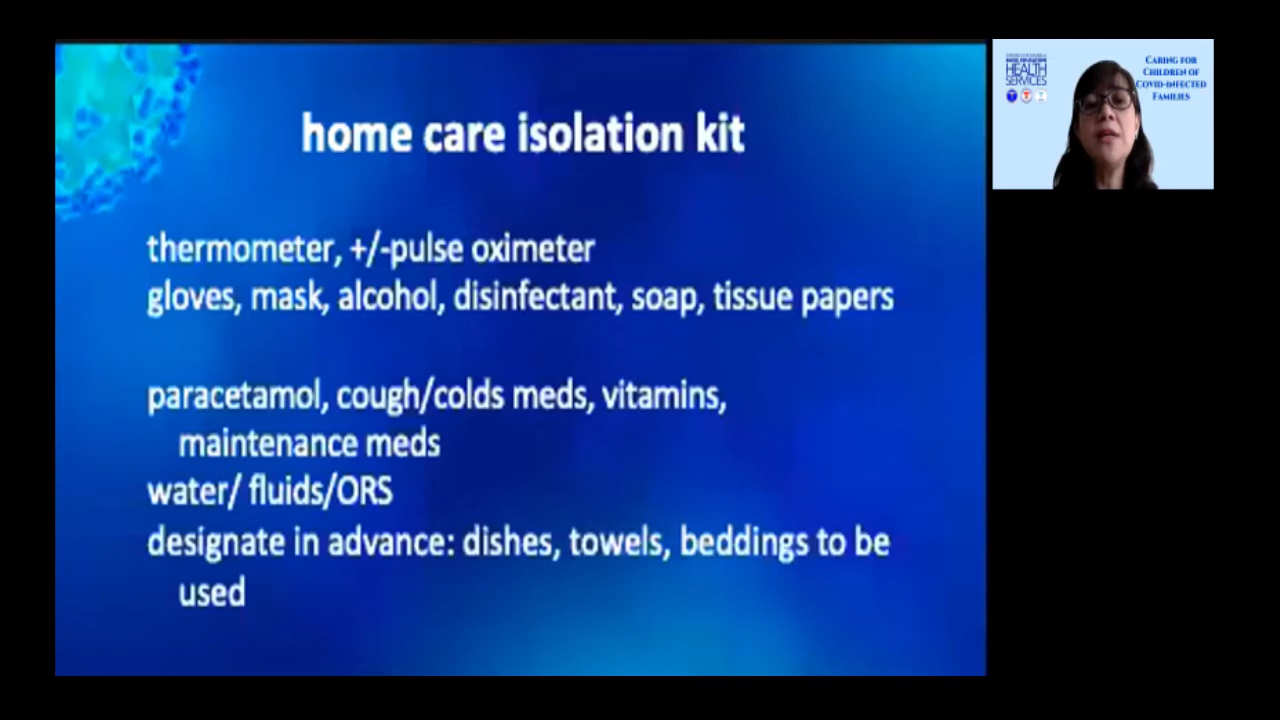 home care isolation kit
thermometer, +/-pulse oximeter
gloves, mask, alcohol, disinfectant, soap, tissue papers
paracetamol, cough/colds meds, vitamins,
maintenance meds
water/ fluids/ORS
designate in advance: dishes, towels, beddings to be
used
HEALTH
SERVICES
Caring for
Children of
Covid-infected
Families